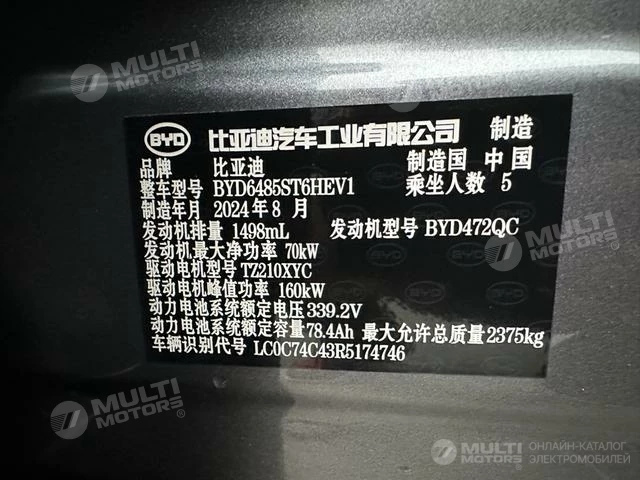 MULTI MOTORS
MULTI MOTORS
BYD 比亚迪汽车工业有限公司 制造
品牌 比亚迪 制造国 中国
整车型号 BYD6485ST6HEV1 乘坐人数 5
制造年月 2024年8月
发动机排量 1498mL 发动机型号 BYD472QC
发动机最大净功率 70kW
驱动电机型号 TZ210XYC
驱动电机峰值功率 160kW
动力电池系统额定电压 339.2V
动力电池系统额定容量 78.4Ah 最大允许总质量 2375kg
车辆识别代号 LC0C74C43R5174746
MULTI MOTORS
MULTI MOTORS
MULTI MOTORS ОНЛАЙН-КАТАЛОГ ЭЛЕКТРОМОБИЛЕЙ